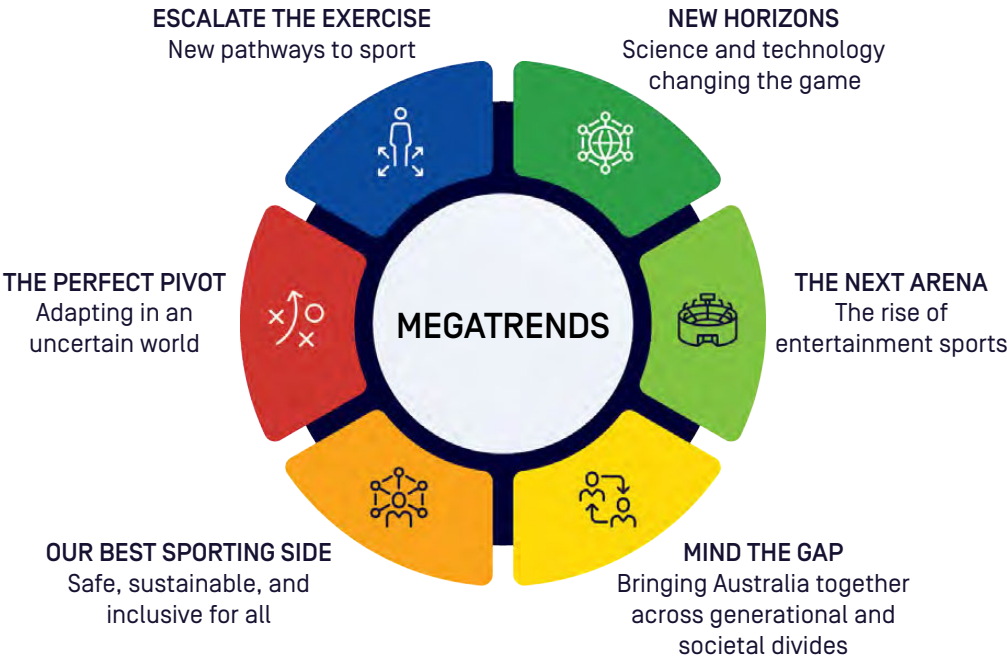 ESCALATE THE EXERCISE
New pathways to sport
NEW HORIZONS
Science and technology
changing the game
THE PERFECT PIVOT
Adapting in an
uncertain world
MEGATRENDS
THE NEXT ARENA
The rise of
entertainment sports
OUR BEST SPORTING SIDE
Safe, sustainable, and
inclusive for all
MIND THE GAP
Bringing Australia together
across generational and
societal divides